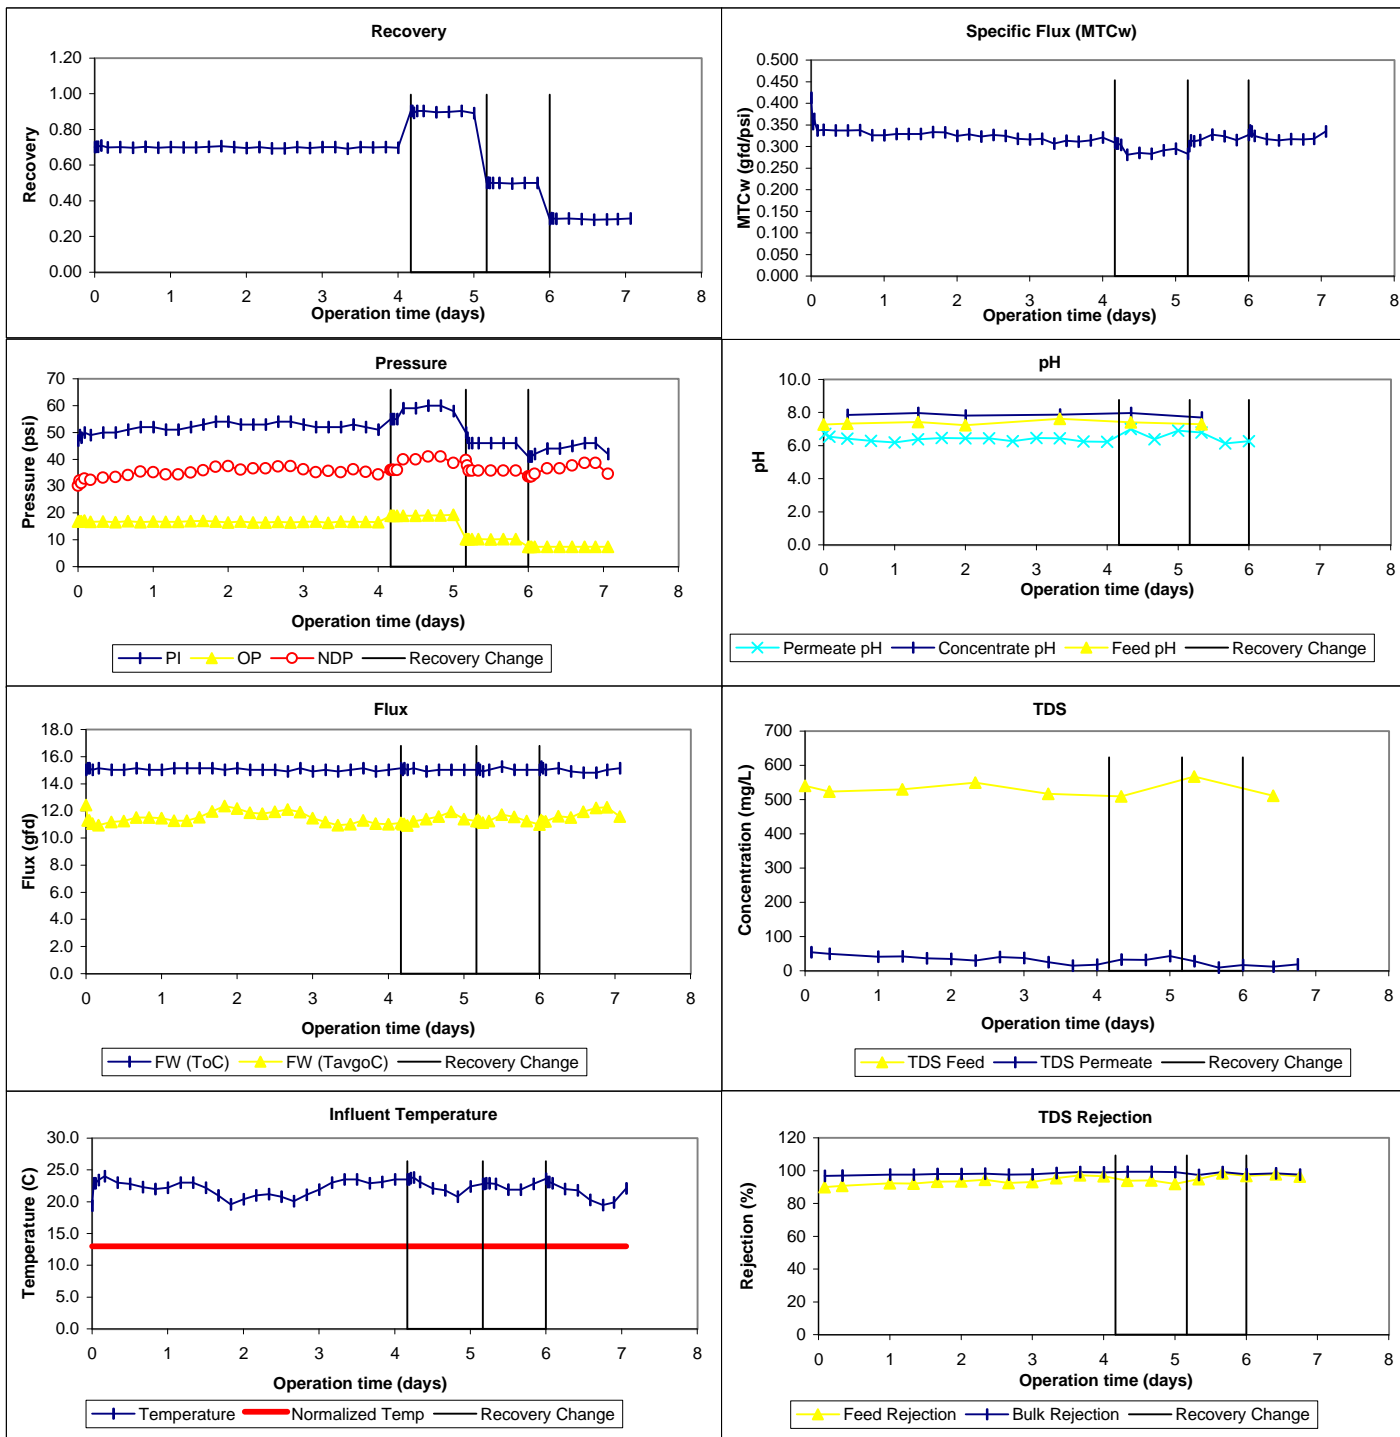 Recovery
1.20
1.00
0.80
0.60
0.40
0.20
0.00
Recovery
0 1 2 3 4 5 6 7 8
Operation time (days)
Specific Flux (MTCw)
0.500
0.450
0.400
0.350
0.300
0.250
0.200
0.150
0.100
0.050
0.000
MTCw (gfd/psi)
0 1 2 3 4 5 6 7 8
Operation time (days)
Pressure
70
60
50
40
30
20
10
0
Pressure (psi)
0 1 2 3 4 5 6 7 8
Operation time (days)
PI OP NDP Recovery Change
pH
10.0
8.0
6.0
4.0
2.0
0.0
pH
0 1 2 3 4 5 6 7 8
Operation time (days)
Permeate pH Concentrate pH Feed pH Recovery Change
Flux
18.0
16.0
14.0
12.0
10.0
8.0
6.0
4.0
2.0
0.0
Flux (gfd)
0 1 2 3 4 5 6 7 8
Operation time (days)
FW (ToC) FW (TavgoC) Recovery Change
TDS
700
600
500
400
300
200
100
0
Concentration (mg/L)
0 1 2 3 4 5 6 7 8
Operation time (days)
TDS Feed TDS Permeate Recovery Change
Influent Temperature
30.0
25.0
20.0
15.0
10.0
5.0
0.0
Temperature (C)
0 1 2 3 4 5 6 7 8
Operation time (days)
Temperature Normalized Temp Recovery Change
TDS Rejection
120
100
80
60
40
20
0
Rejection (%)
0 1 2 3 4 5 6 7 8
Operation time (days)
Feed Rejection Bulk Rejection Recovery Change